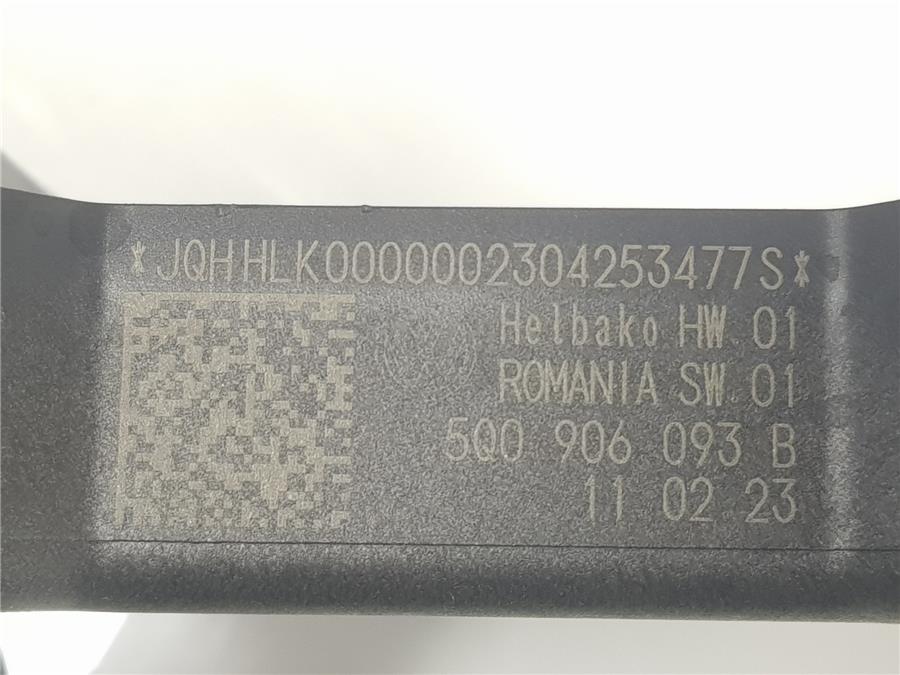 *JQHHLK0000002304253477S*
Helbako HW 01
ROMANIA SW 01
5Q0 906 093 B
11 02 23